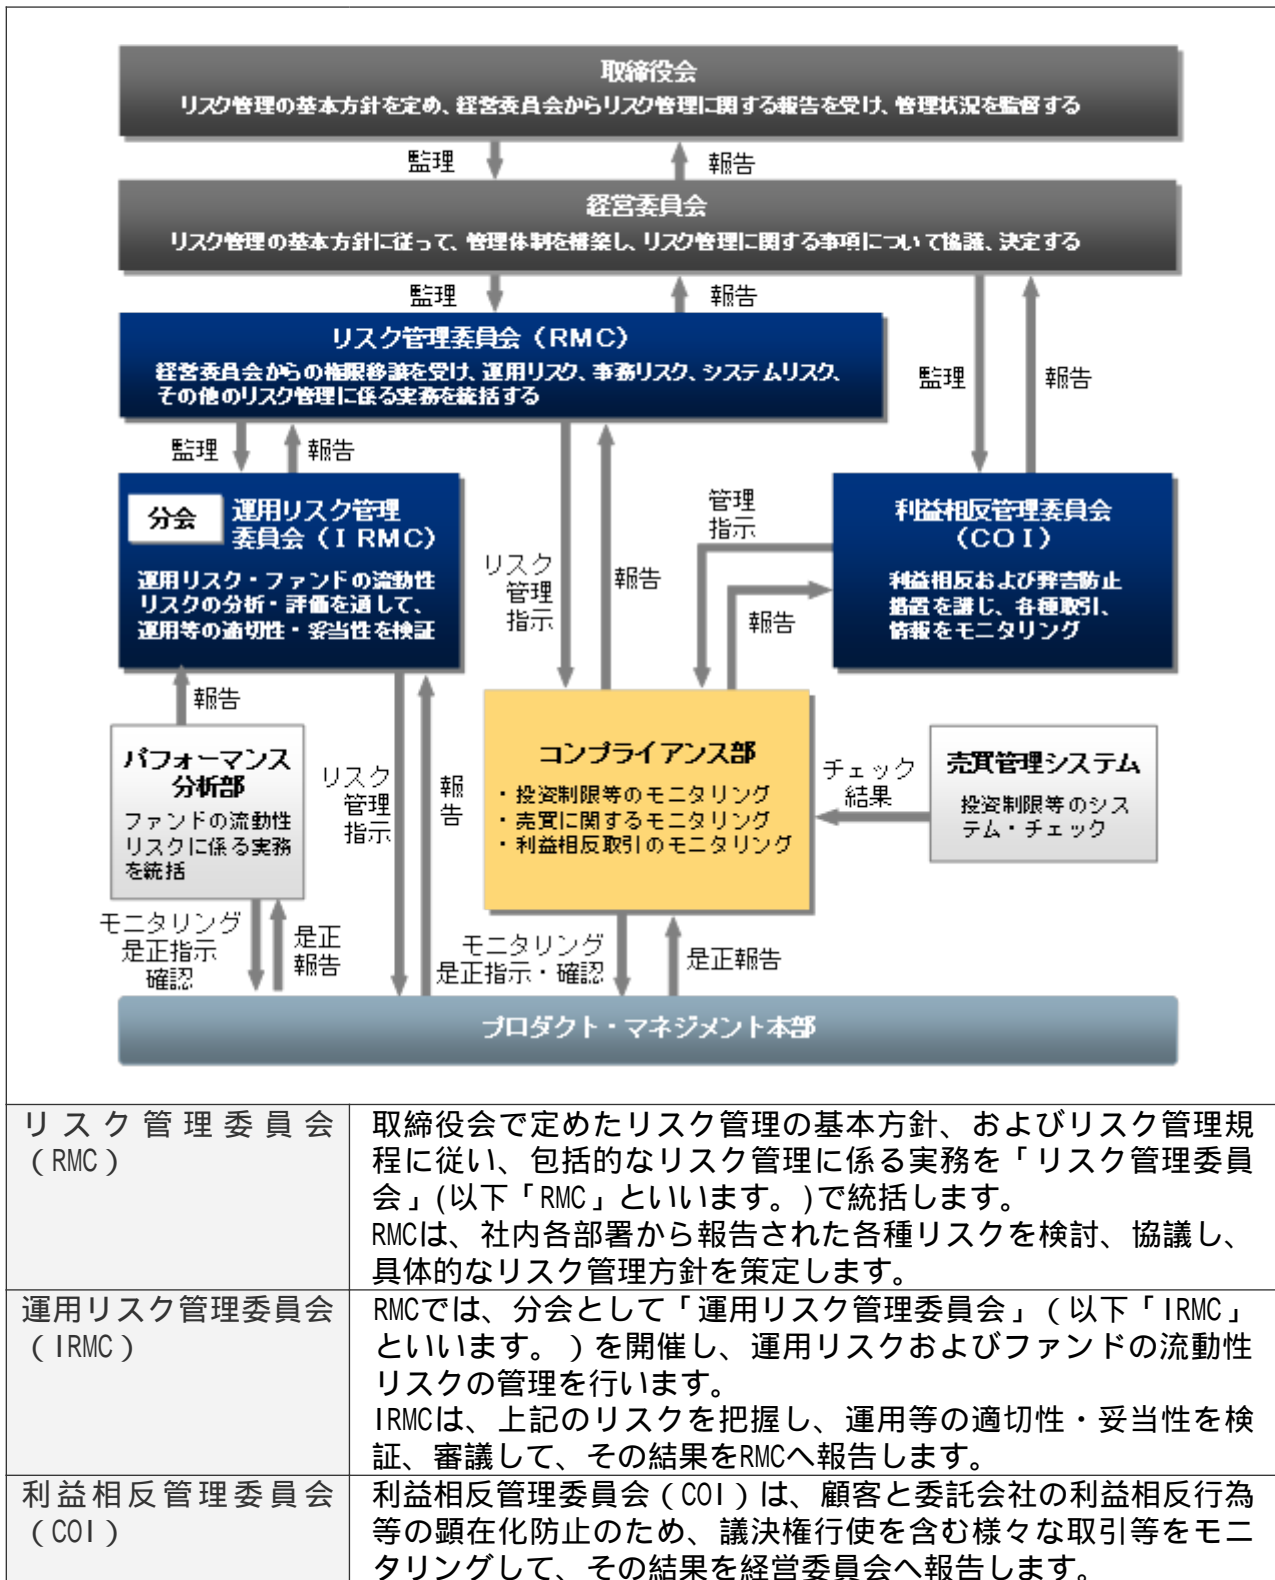 取締役会
リスク管理の基本方針を定め、経営委員会からリスク管理に関する報告を受け、管理状況を監督する
監理
報告
経営委員会
リスク管理の基本方針に従って、管理体制を構築し、リスク管理に関する事項について協議、決定する
監理
報告
リスク管理委員会（RMC）
経営委員会からの権限移譲を受け、運用リスク、事務リスク、システムリスク、
その他のリスク管理に係る実務を統括する
監理
報告
監理
報告
分会
運用リスク管理
委員会（IRMC）
運用リスク・ファンドの流動性
リスクの分析・評価を通して、
運用等の適切性・妥当性を検証
リスク
管理
指示
報告
管理
指示
報告
利益相反管理委員会
（COI）
利益相反および弊害防止
措置を講じ、各種取引、
情報をモニタリング
報告
パフォーマンス
分析部
ファンドの流動性
リスクに係る実務
を統括
リスク
管理
指示
報
告
コンプライアンス部
・投資制限等のモニタリング
・売買に関するモニタリング
・利益相反取引のモニタリング
チェック
結果
売買管理システム
投資制限等のシス
テム・チェック
モニタリング
是正指示
確認
是正
報告
モニタリング
是正指示・確認
是正報告
プロダクト・マネジメント本部
リスク管理委員会
（RMC）
取締役会で定めたリスク管理の基本方針、およびリスク管理規
程に従い、包括的なリスク管理に係る実務を「リスク管理委員
会」(以下「RMC」といいます。)で統括します。
RMCは、社内各部署から報告された各種リスクを検討、協議し、
具体的なリスク管理方針を策定します。
運用リスク管理委員会
（IRMC）
RMCでは、分会として「運用リスク管理委員会」（以下「IRMC」
といいます。）を開催し、運用リスクおよびファンドの流動性
リスクの管理を行います。
IRMCは、上記のリスクを把握し、運用等の適切性・妥当性を検
証、審議して、その結果をRMCへ報告します。
利益相反管理委員会
（COI）
利益相反管理委員会（COI）は、顧客と委託会社の利益相反行為
等の顕在化防止のため、議決権行使を含む様々な取引等をモニ
タリングして、その結果を経営委員会へ報告します。